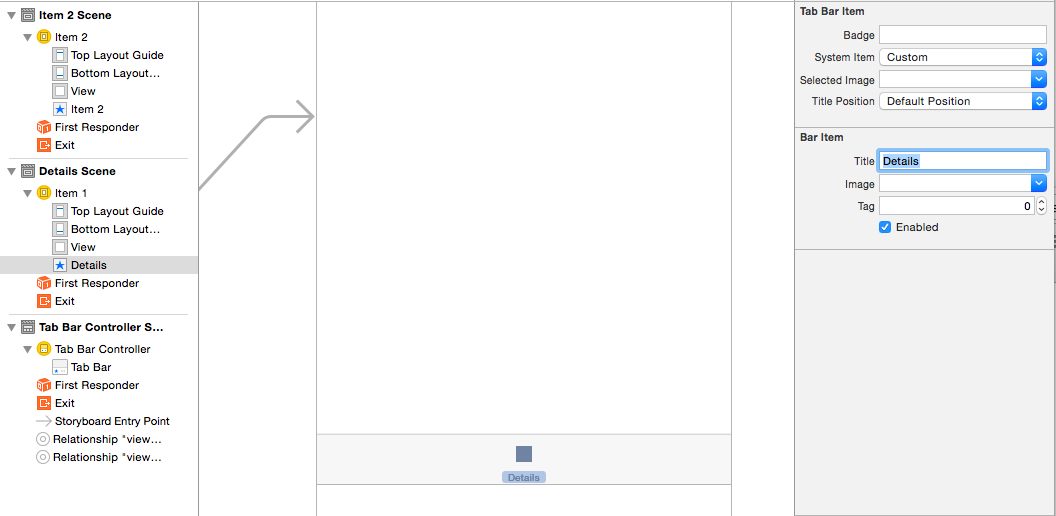 Item 2 Scene
Item 2
Top Layout Guide
Bottom Layout...
View
Item 2
First Responder
Exit
Details Scene
Item 1
Top Layout Guide
Bottom Layout...
View
Details
First Responder
Exit
Tab Bar Controller S...
Tab Bar Controller
Tab Bar
First Responder
Exit
Storyboard Entry Point
Relationship "view...
Relationship "view...
Details
Tab Bar Item
Badge
System Item Custom
Selected Image
Title Position Default Position
Bar Item
Title Details
Image
Tag 0
Enabled